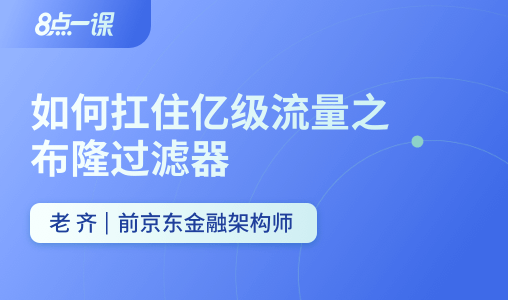 8点一课
如何扛住亿级流量之
布隆过滤器
老 齐｜前京东金融架构师